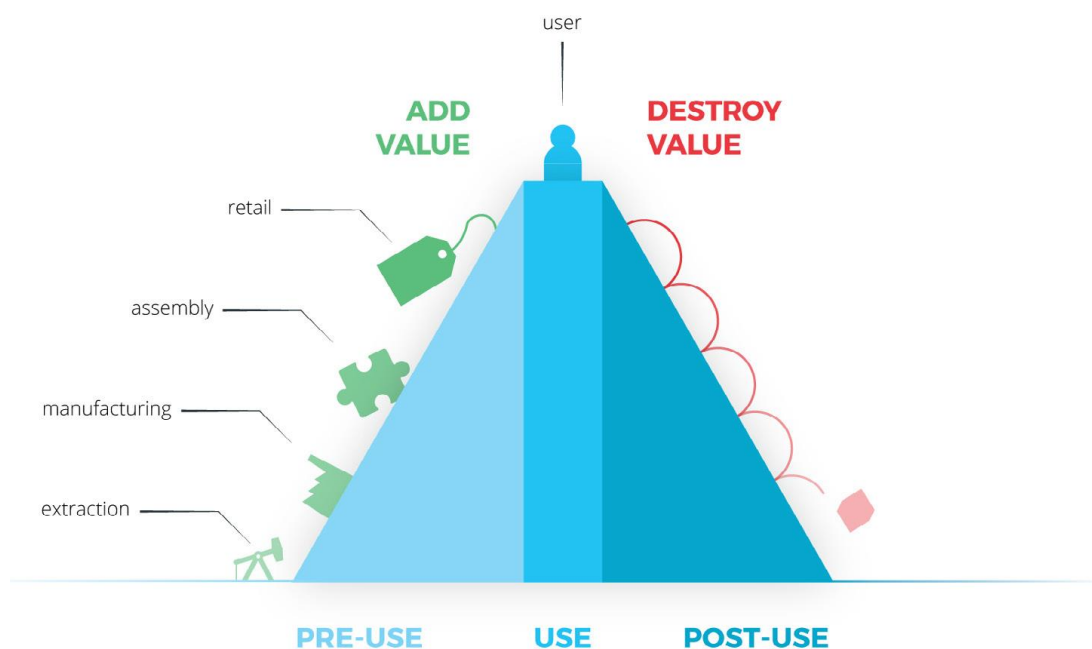 user
ADD
VALUE
DESTROY
VALUE
retail
assembly
manufacturing
extraction
PRE-USE
USE
POST-USE